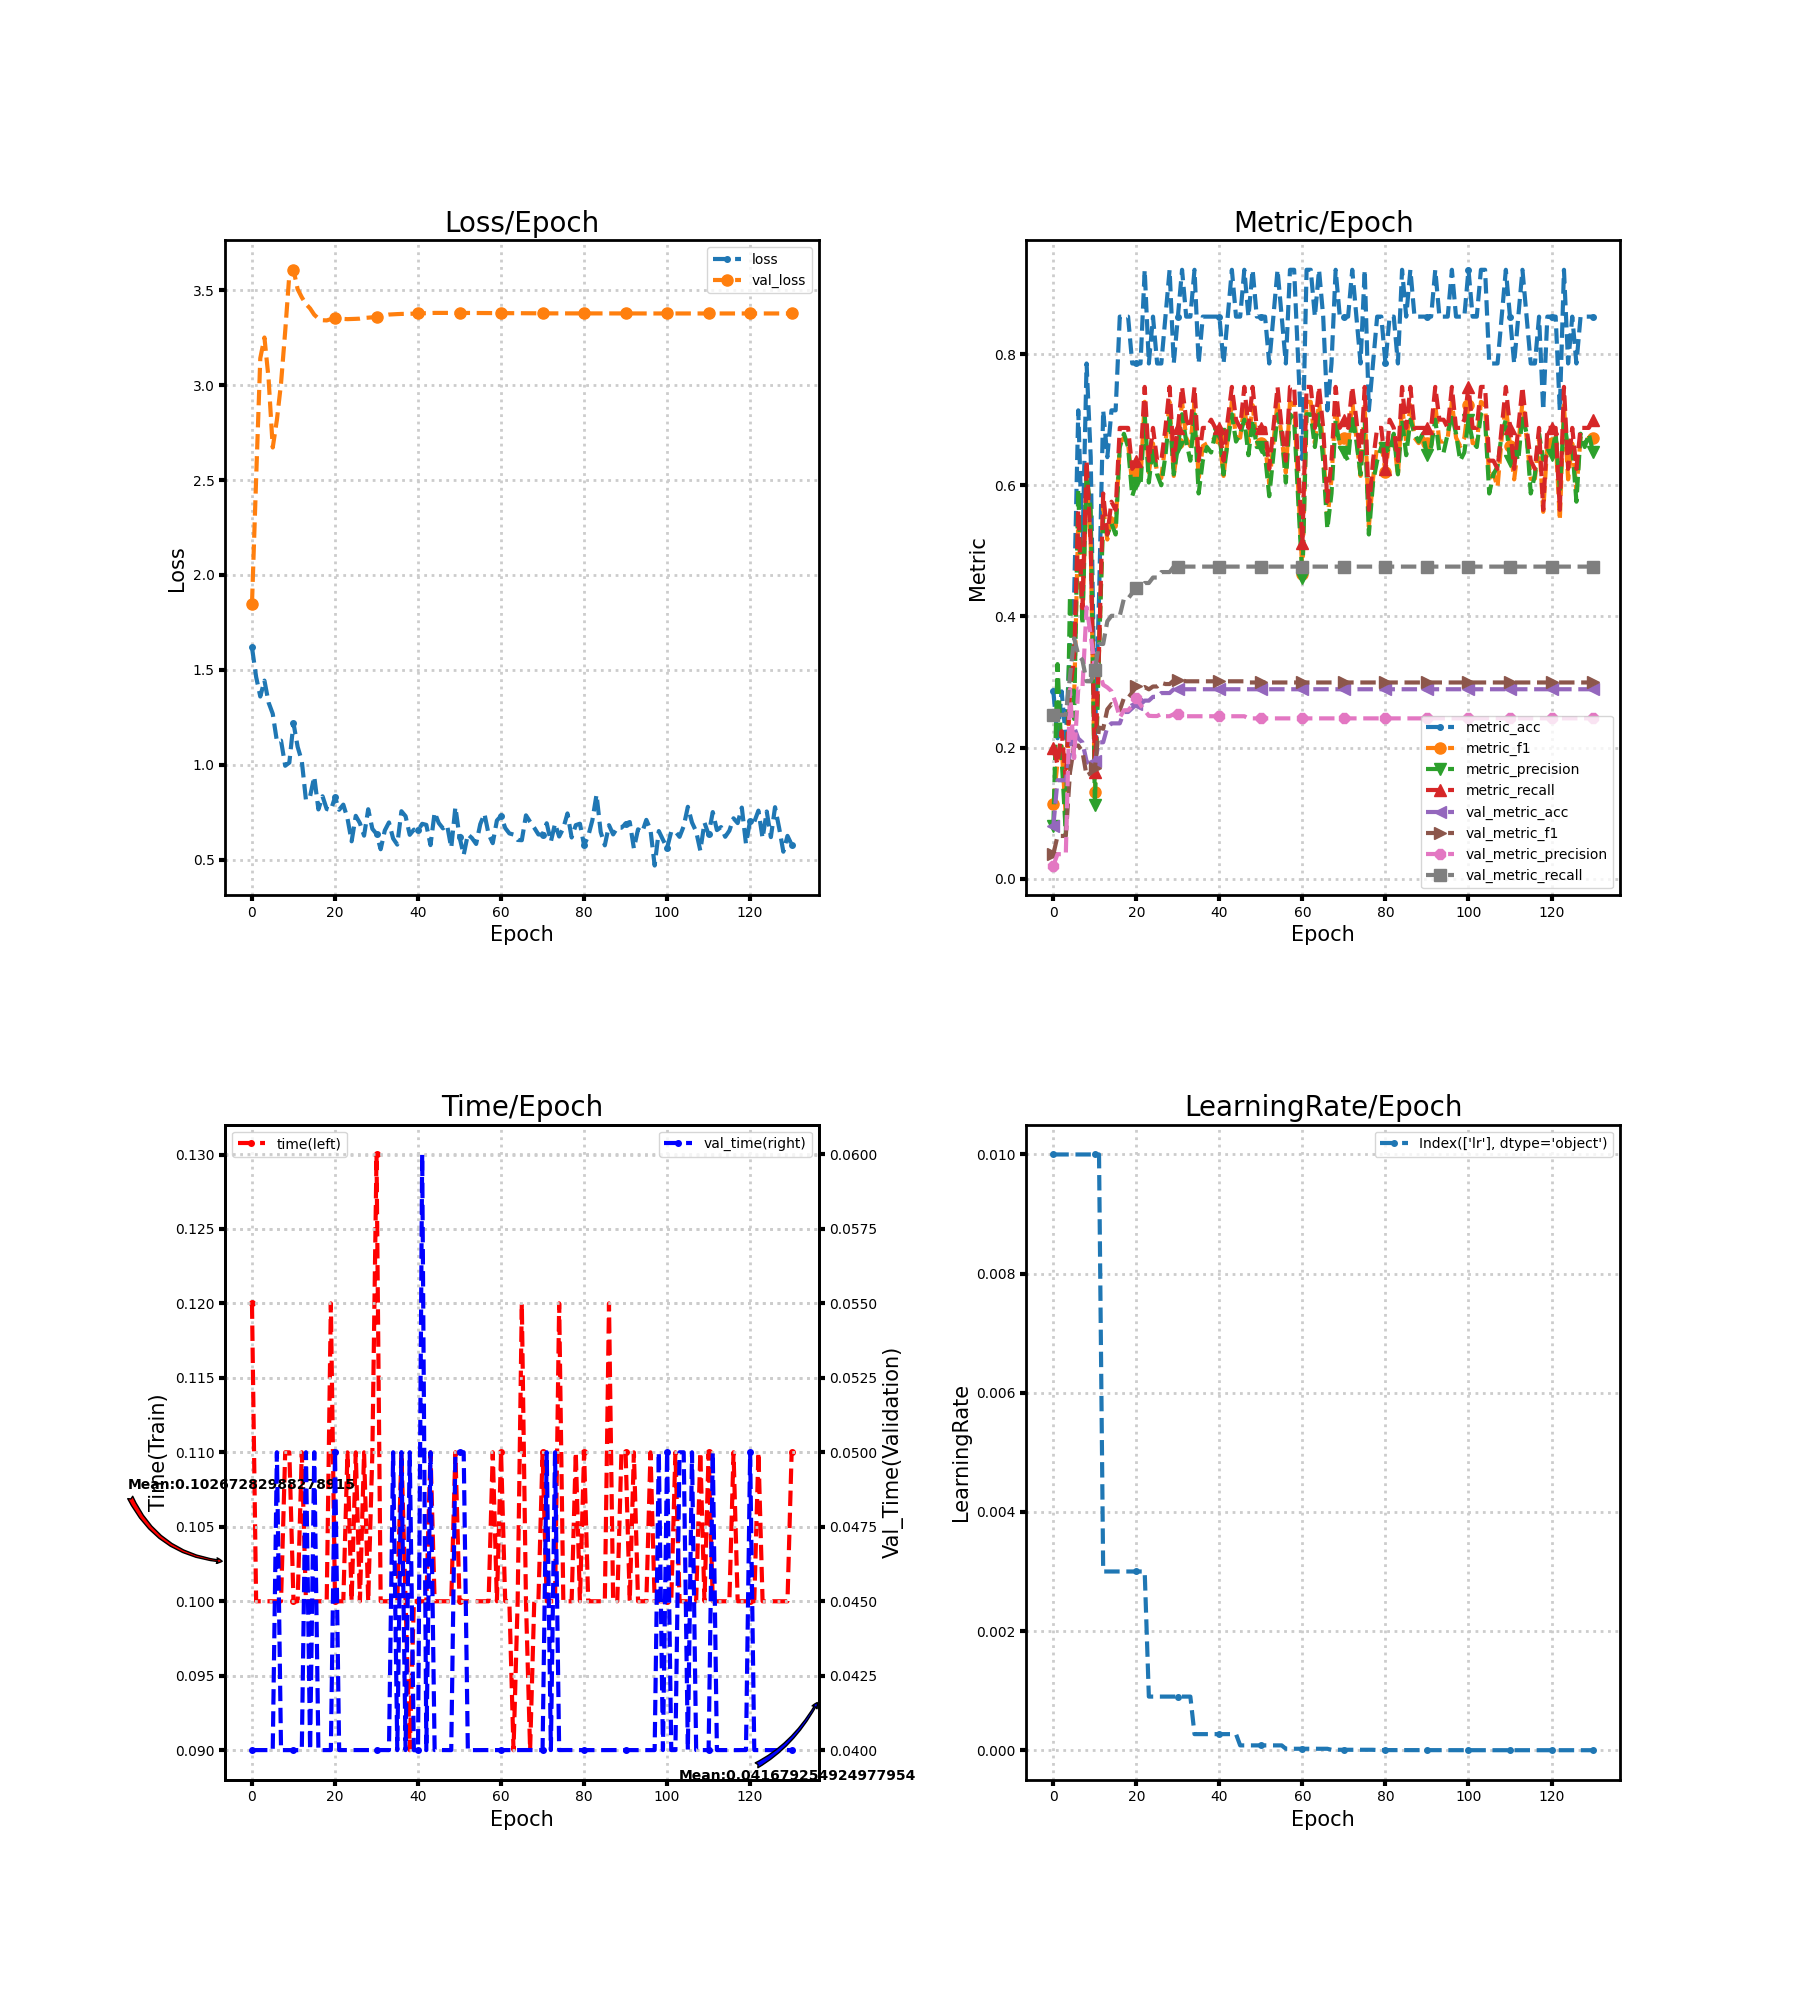 Loss/Epoch
Loss
3.5
3.0
2.5
2.0
1.5
1.0
0.5
loss
val_loss
0 20 40 60 80 100 120
Epoch
Metric/Epoch
Metric
0.8
0.6
0.4
0.2
0.0
metric_acc
metric_f1
metric_precision
metric_recall
val_metric_acc
val_metric_f1
val_metric_precision
val_metric_recall
0 20 40 60 80 100 120
Epoch
Time/Epoch
Time(Train)
0.130
0.125
0.120
0.115
0.110
0.105
0.100
0.095
0.090
time(left)
val_time(right)
Mean:0.10267282988278915
0.0600
0.0575
0.0550
0.0525
0.0500
0.0475
0.0450
0.0425
0.0400
Val_Time(Validation)
Mean:0.041679254924977954
0 20 40 60 80 100 120
Epoch
LearningRate/Epoch
LearningRate
0.010
0.008
0.006
0.004
0.002
0.000
Index(['lr'], dtype='object')
0 20 40 60 80 100 120
Epoch